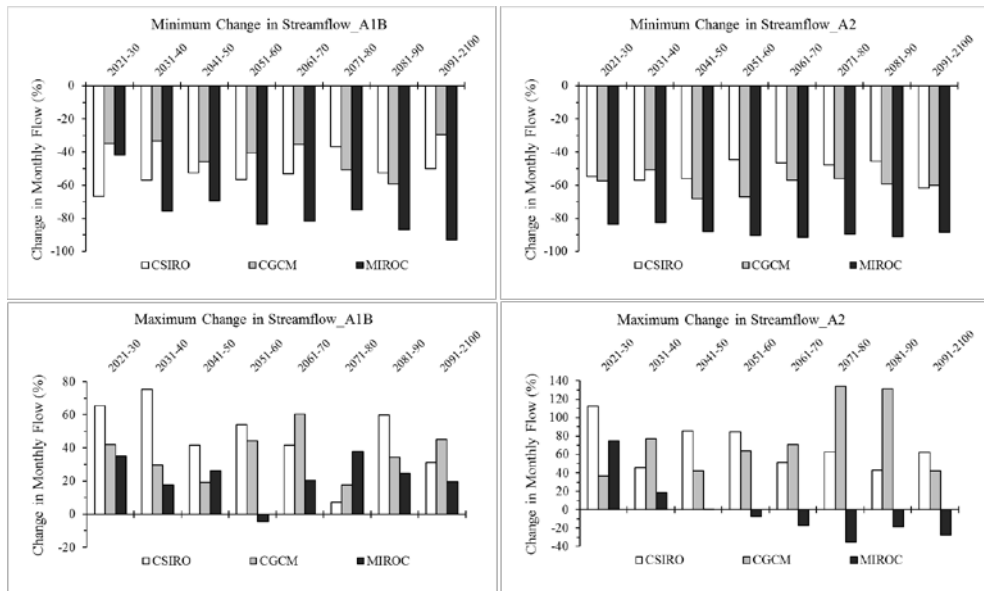 Minimum Change in Streamflow_A1B
2021-30 2031-40 2041-50 2051-60 2061-70 2071-80 2081-90 2091-2100
Change in Monthly Flow (%)
0
-20
-40
-60
-80
-100
CSIRO CGCM MIROC
Minimum Change in Streamflow_A2
2021-30 2031-40 2041-50 2051-60 2061-70 2071-80 2081-90 2091-2100
Change in Monthly Flow (%)
0
-20
-40
-60
-80
-100
CSIRO CGCM MIROC
Maximum Change in Streamflow_A1B
2021-30 2031-40 2041-50 2051-60 2061-70 2071-80 2081-90 2091-2100
Change in Monthly Flow (%)
80
60
40
20
0
-20
CSIRO CGCM MIROC
Maximum Change in Streamflow_A2
2021-30 2031-40 2041-50 2051-60 2061-70 2071-80 2081-90 2091-2100
Change in Monthly Flow (%)
140
120
100
80
60
40
20
0
-20
-40
CSIRO CGCM MIROC